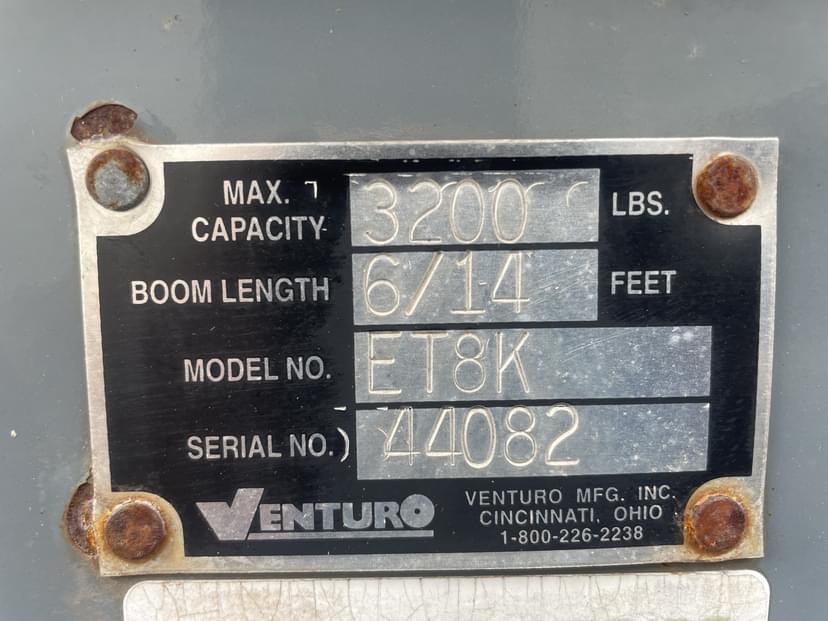 MAX. CAPACITY 3200 LBS.
BOOM LENGTH 6/14 FEET
MODEL NO. ET8K
SERIAL NO. 44082
VENTURO
VENTURO MFG. INC.
CINCINNATI, OHIO
1-800-226-2238